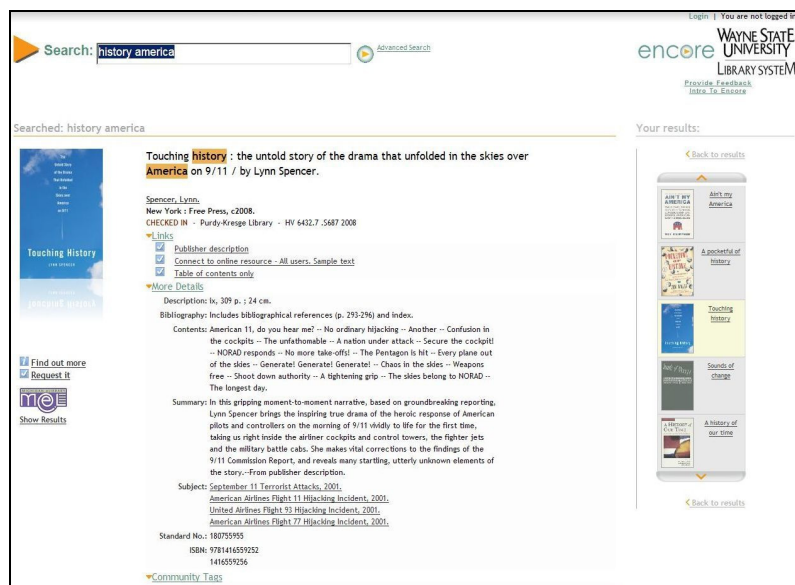 Login | You are not logged in
Search: history america
Advanced Search
encore
WAYNE STATE
UNIVERSITY
LIBRARY SYSTEM
Provide Feedback
Intro To Encore
Searched: history america
Your results:
Touching History
LYNN SPENCER
Find out more
Request it
mel
Show Results
Touching history : the untold story of the drama that unfolded in the skies over
America on 9/11 / by Lynn Spencer.
Spencer, Lynn.
New York : Free Press, c2008.
CHECKED IN - Purdy-Kresge Library - HV 6432.7 .S687 2008
Links
Publisher description
Connect to online resource - All users. Sample text
Table of contents only
More Details
Description: ix, 309 p. ; 24 cm.
Bibliography: Includes bibliographical references (p. 293-296) and index.
Contents: American 11, do you hear me? -- No ordinary hijacking -- Another -- Confusion in
the cockpits -- The unfathomable -- A nation under attack -- Secure the cockpit!
-- NORAD responds -- No more take-offs! -- The Pentagon is hit -- Every plane out
of the skies -- Generate! Generate! Generate! -- Chaos in the skies -- Weapons
free -- Shoot down authority -- A tightening grip -- The skies belong to NORAD --
The longest day.
Summary: In this gripping moment-to-moment narrative, based on groundbreaking reporting,
Lynn Spencer brings the inspiring true drama of the heroic response of American
pilots and controllers on the morning of 9/11 vividly to life for the first time,
taking us right inside the airliner cockpits and control towers, the fighter jets
and the military battle cabs. She makes vital corrections to the findings of the
9/11 Commission Report, and reveals many startling, utterly unknown elements of
the story.--From publisher description.
Subject: September 11 Terrorist Attacks, 2001.
American Airlines Flight 11 Hijacking Incident, 2001.
United Airlines Flight 93 Hijacking Incident, 2001.
American Airlines Flight 77 Hijacking Incident, 2001.
Standard No.: 180755955
ISBN: 9781416559252
1416559256
Community Tags
Back to results
AIN'T MY
AMERICA
Ain't my
America
A pocketful of
history
Touching
history
Sounds of
change
A HISTORY of
OUR TIME
A history of
our time
Back to results